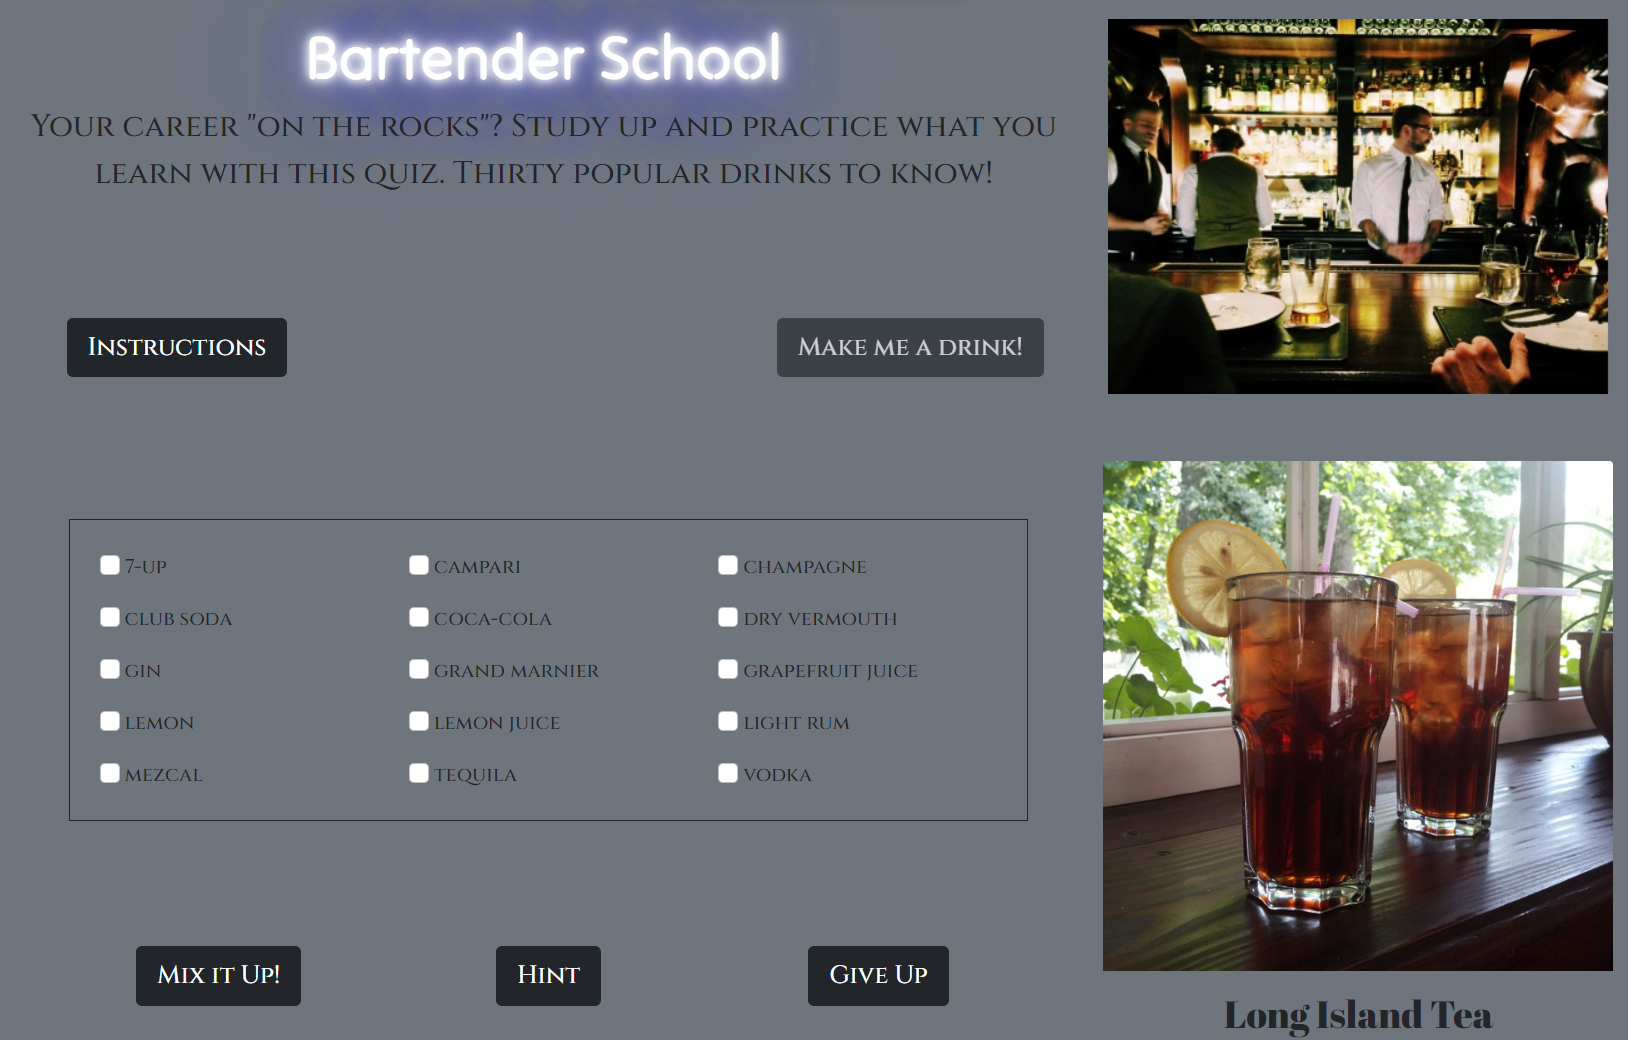 Bartender School
Your career "on the rocks"? Study up and practice what you
learn with this quiz. Thirty popular drinks to know!
Instructions
Make me a drink!
7-up
campari
champagne
club soda
coca-cola
dry vermouth
gin
grand marnier
grapefruit juice
lemon
lemon juice
light rum
mezcal
tequila
vodka
Mix it Up!
Hint
Give Up
Long Island Tea